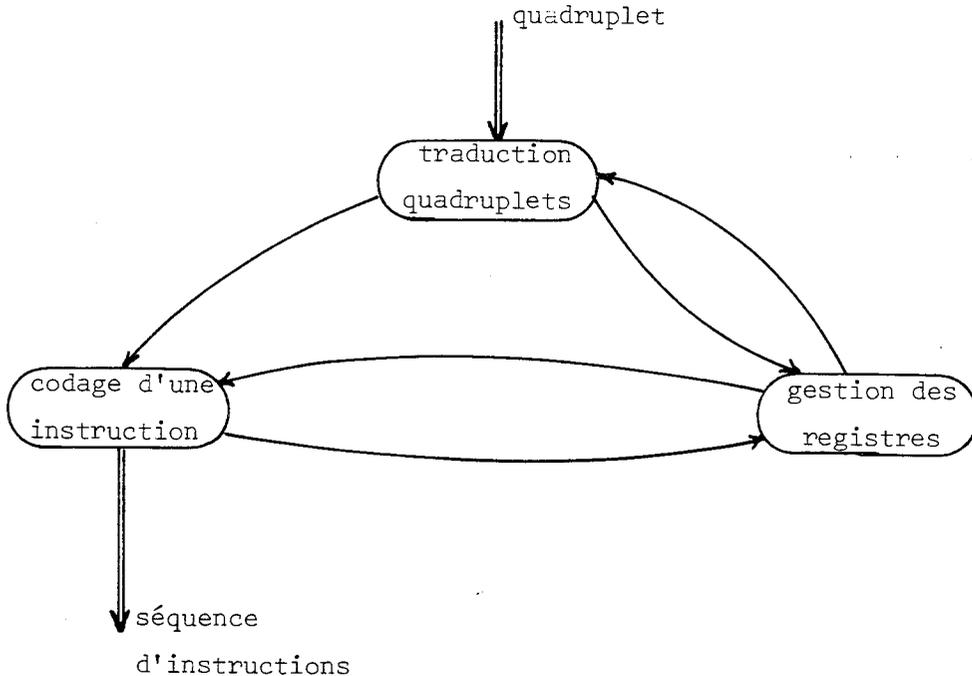 quadruplet
traduction
quadruplets
codage d'une
instruction
gestion des
registres
séquence
d'instructions